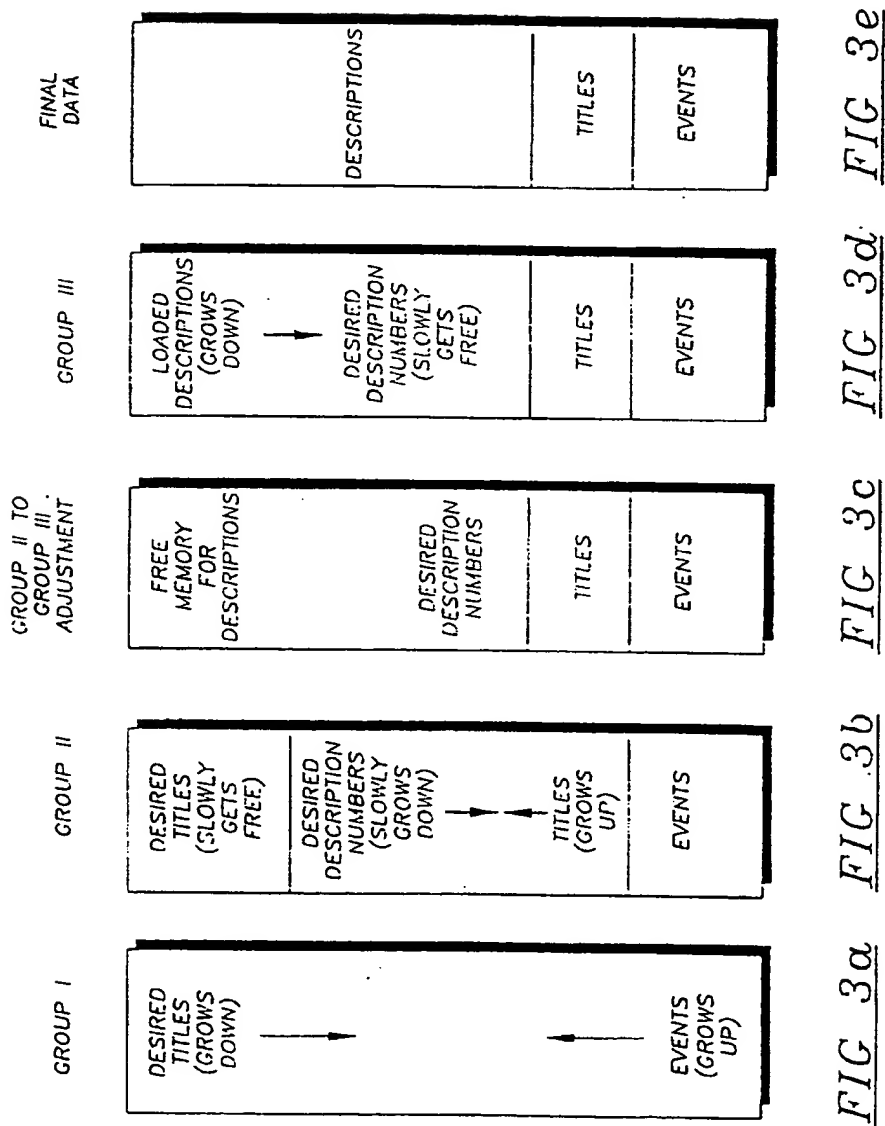 GROUP I
DESIRED
TITLES
(GROWS
DOWN)
EVENTS
(GROWS
UP)
FIG 3a
GROUP II
DESIRED
TITLES
(SLOWLY
GETS
FREE)
DESIRED
DESCRIPTION
NUMBERS
(SLOWLY
GROWS
DOWN)
TITLES
(GROWS
UP)
EVENTS
FIG 3b
GROUP II TO
GROUP III
ADJUSTMENT
FREE
MEMORY
FOR
DESCRIPTIONS
DESIRED
DESCRIPTION
NUMBERS
TITLES
EVENTS
FIG 3c
GROUP III
LOADED
DESCRIPTIONS
(GROWS
DOWN)
DESIRED
DESCRIPTION
NUMBERS
(SLOWLY
GETS
FREE)
TITLES
EVENTS
FIG 3d
FINAL
DATA
DESCRIPTIONS
TITLES
EVENTS
FIG 3e